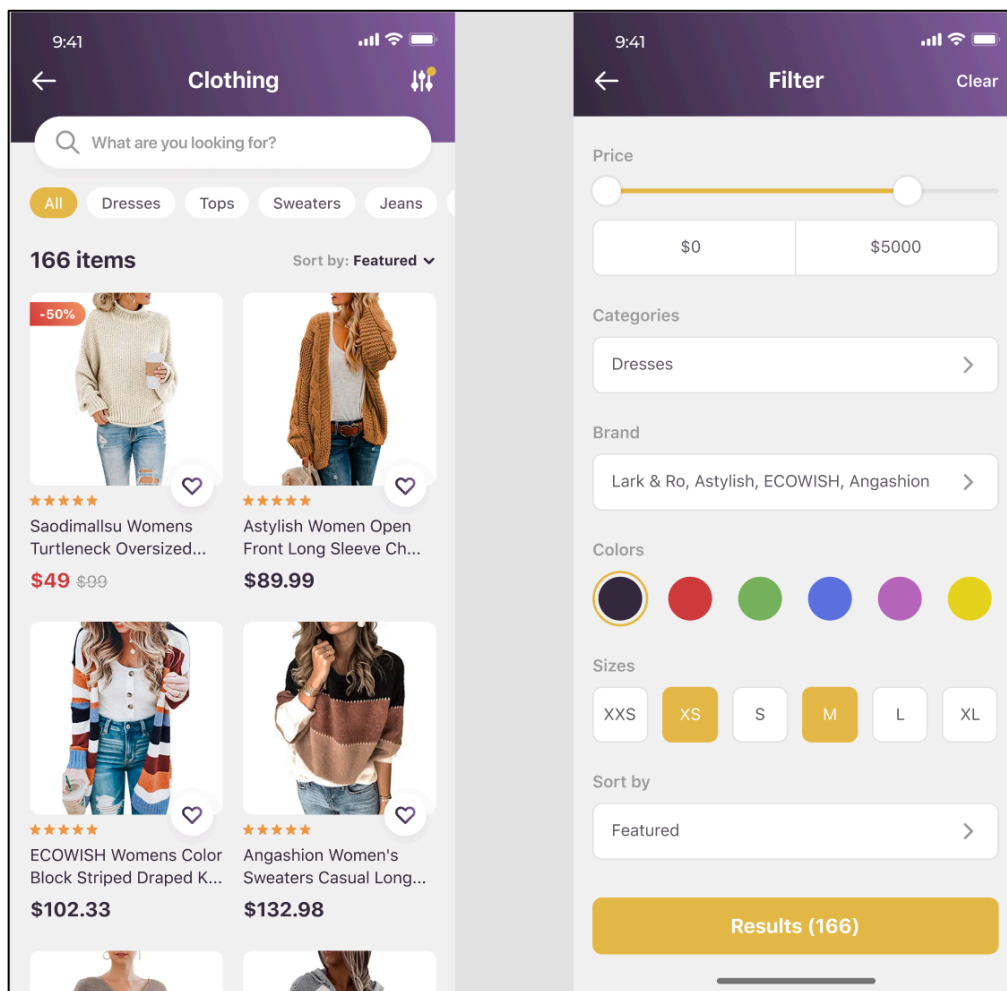 9:41
Clothing
What are you looking for?
All
Dresses
Tops
Sweaters
Jeans
166 items
Sort by: Featured
-50%
Saodimallsu Womens
Turtleneck Oversized...
$49 $99
Astylish Women Open
Front Long Sleeve Ch...
$89.99
ECOWISH Womens Color
Block Striped Draped K...
$102.33
Angashion Women's
Sweaters Casual Long...
$132.98
9:41
Filter
Clear
Price
$0
$5000
Categories
Dresses
Brand
Lark & Ro, Astylish, ECOWISH, Angashion
Colors
Sizes
XXS
XS
S
M
L
XL
Sort by
Featured
Results (166)